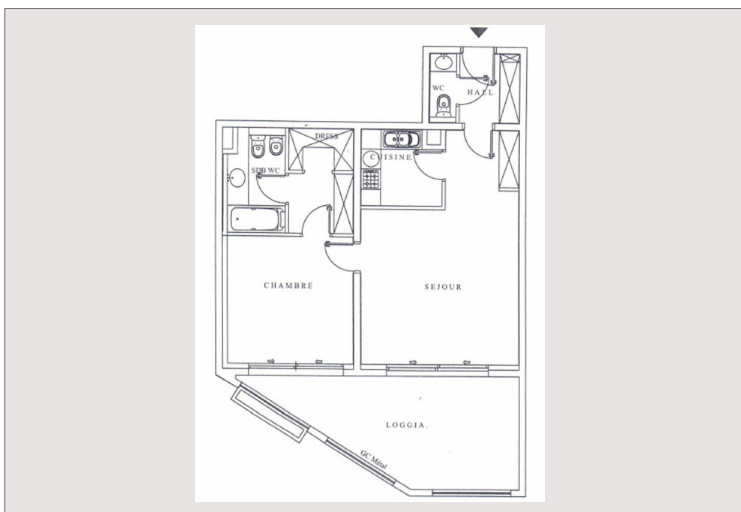 WC
HALL
DRESS
CUISINE
SDB WC
CHAMBRE
SEJOUR
LOGGIA.
GC Métal